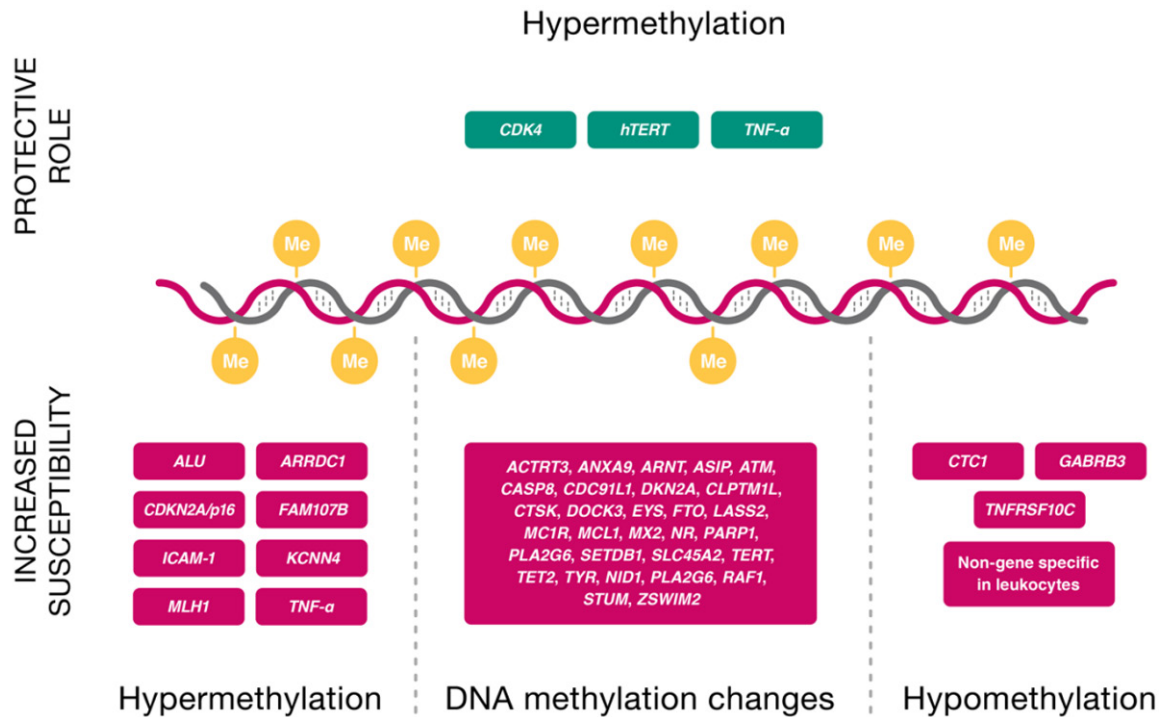 Hypermethylation
PROTECTIVE
ROLE
CDK4
hTERT
TNF-α
Me
Me
Me
Me
Me
Me
Me
Me
Me
Me
Me
INCREASED
SUSCEPTIBILITY
ALU
ARRDC1
CDKN2A/p16
FAM107B
ICAM-1
KCNN4
MLH1
TNF-α
ACTRT3, ANXA9, ARNT, ASIP, ATM,
CASP8, CDC91L1, DKN2A, CLPTM1L,
CTSK, DOCK3, EYS, FTO, LASS2,
MC1R, MCL1, MX2, NR, PARP1,
PLA2G6, SETDB1, SLC45A2, TERT,
TET2, TYR, NID1, PLA2G6, RAF1,
STUM, ZSWIM2
CTC1
GABRB3
TNFRSF10C
Non-gene specific
in leukocytes
Hypermethylation
DNA methylation changes
Hypomethylation